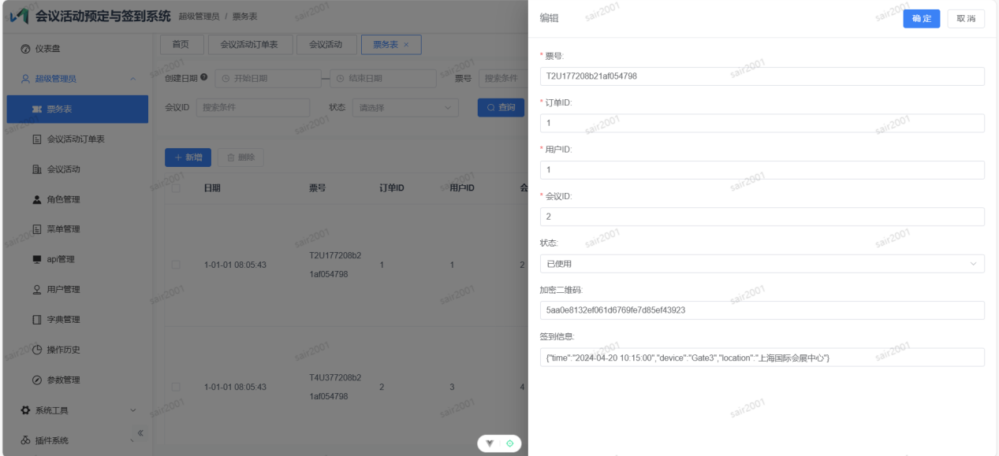 会议活动预定与签到系统 超级管理员 / 票务表
编辑 确定 取消
仪表盘
超级管理员
票务表
会议活动订单表
会议活动
角色管理
菜单管理
api管理
用户管理
字典管理
操作历史
参数管理
系统工具
插件系统
首页 会议活动订单表 会议活动 票务表 ×
创建日期 开始日期 — 结束日期 票号 搜索条件
会议ID 搜索条件 状态 请选择 查询
+ 新增 删除
日期 票号 订单ID 用户ID 会
1-01-01 08:05:43 T2U177208b2 1 1 2
1af054798
1-01-01 08:05:43 T4U377208b2 2 3 4
1af054798
* 票号:
T2U177208b21af054798
* 订单ID:
1
* 用户ID:
1
* 会议ID:
2
状态:
已使用
加密二维码:
5aa0e8132ef061d6769fe7d85ef43923
签到信息:
{"time":"2024-04-20 10:15:00","device":"Gate3","location":"上海国际会展中心"}
sair2001